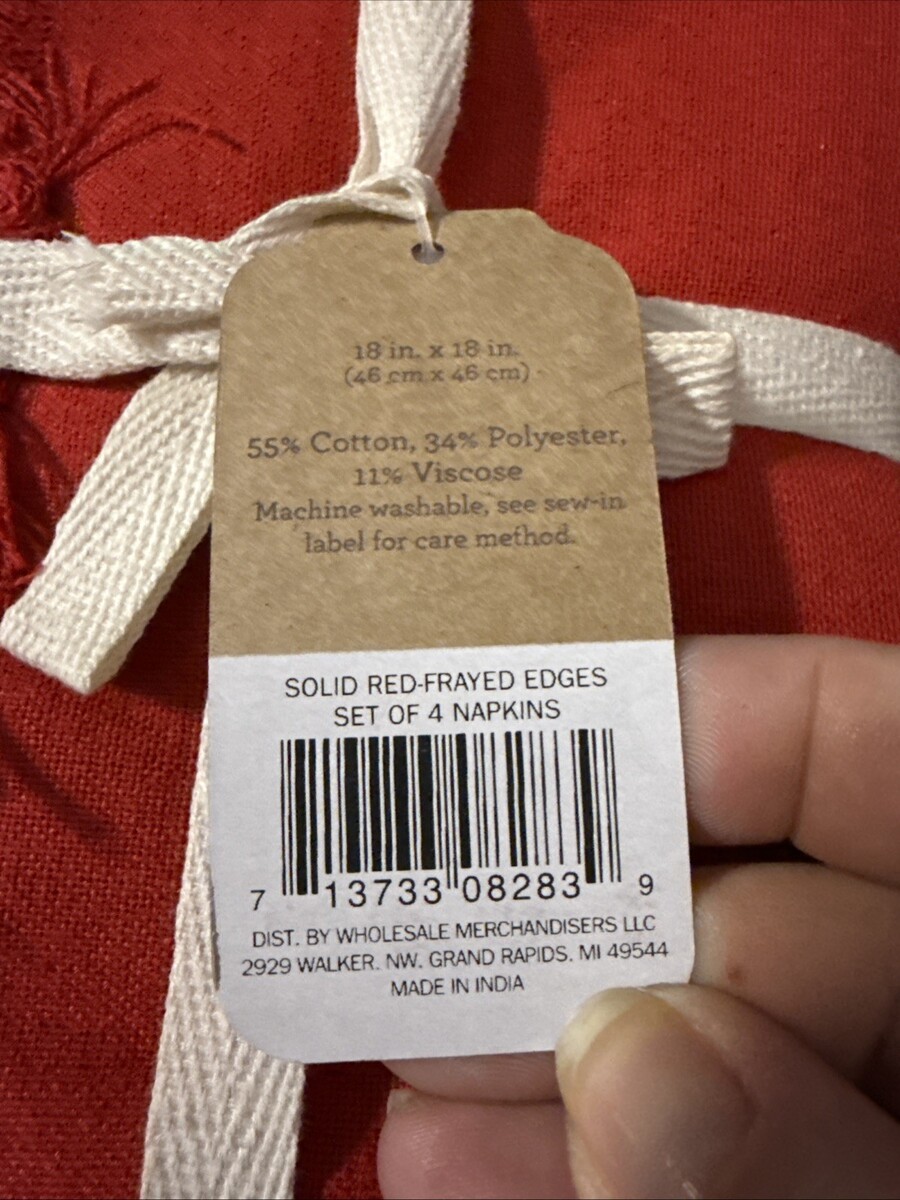 18 in. x 18 in.
(46 cm x 46 cm)
55% Cotton, 34% Polyester,
11% Viscose
Machine washable, see sew-in
label for care method.
SOLID RED-FRAYED EDGES
SET OF 4 NAPKINS
7 13733 08283 9
DIST. BY WHOLESALE MERCHANDISERS LLC
2929 WALKER. NW. GRAND RAPIDS. MI 49544
MADE IN INDIA